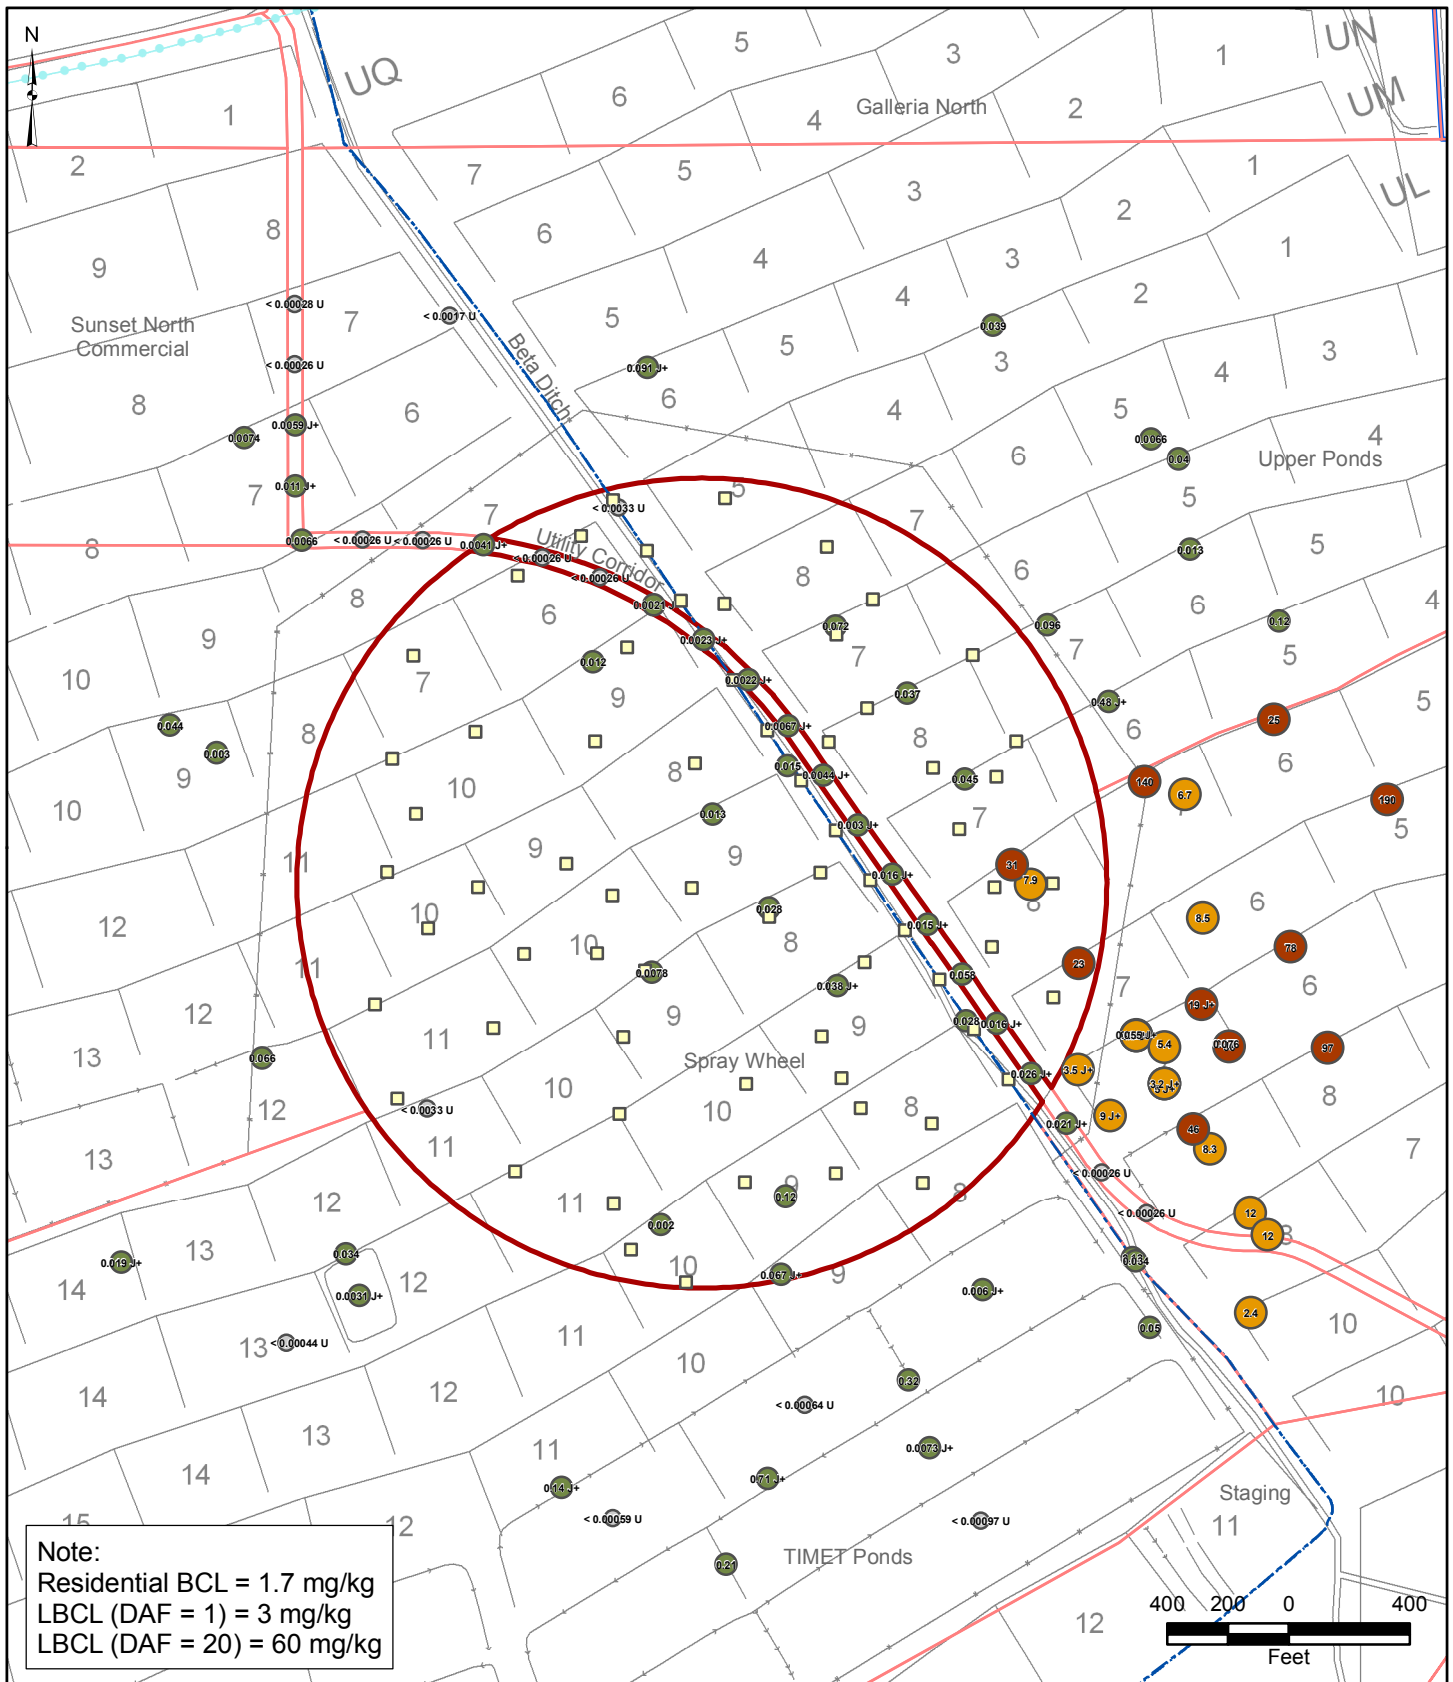 N
UQ
5
3
1
UN
6
Galleria North
2
UM
1
4
2
7
5
1
3
UL
8
6
2
9
4
3
1
< 0.00028 U
< 0.0017 U
4
2
Sunset North
Commercial
7
5
0.039
5
3
3
< 0.00026 U
Beta Ditch
0.091 J+
4
8
6
6
4
5
0.0059 J+
0.0074
0.0066
4
0.04
Upper Ponds
6
0.011 J+
7
5
5
< 0.0033 U
7
7
0.0066
< 0.00026 U
< 0.00026 U
0.0041 J+
Utility Corridor
0.013
5
8
< 0.00026 U
< 0.00026 U
8
6
8
6
0.0021 J
6
4
9
0.072
0.096
0.12
0.0023 J+
7
7
5
0.012
10
7
9
0.0022 J+
0.037
0.48 J+
5
0.044
8
0.0067 J+
8
6
25
0.003
9
6
0.015
0.0044 J+
8
0.045
140
6.7
190
10
10
0.013
0.003 J+
7
5
9
9
11
0.016 J+
31
7.9
8
6
12
10
0.028
0.015 J+
8.5
8
10
78
11
0.0078
0.058
23
0.038 J+
7
6
12
9
9
0.028
0.016 J+
19 J+
11
13
0.066
Spray Wheel
5.4
0.076
97
0.026 J+
3.5 J+
10
8
12
< 0.0033 U
10
8
9 J+
0.021 J+
46
11
13
8.3
7
< 0.00026 U
12
11
9
0.12
8
< 0.00026 U
12
0.002
12
13
0.034
0.034
0.019 J+
14
12
10
0.067 J+
9
0.006 J+
0.0031 J+
2.4
11
0.05
10
< 0.00044 U
13
10
12
0.32
10
14
< 0.00064 U
13
11
0.0073 J+
14
0.71 J+
0.14 J+
Staging
12
< 0.00059 U
< 0.00097 U
11
TIMET Ponds
0.21
Note:
Residential BCL = 1.7 mg/kg
LBCL (DAF = 1) = 3 mg/kg
LBCL (DAF = 20) = 60 mg/kg
12
400 200 0 400
Feet